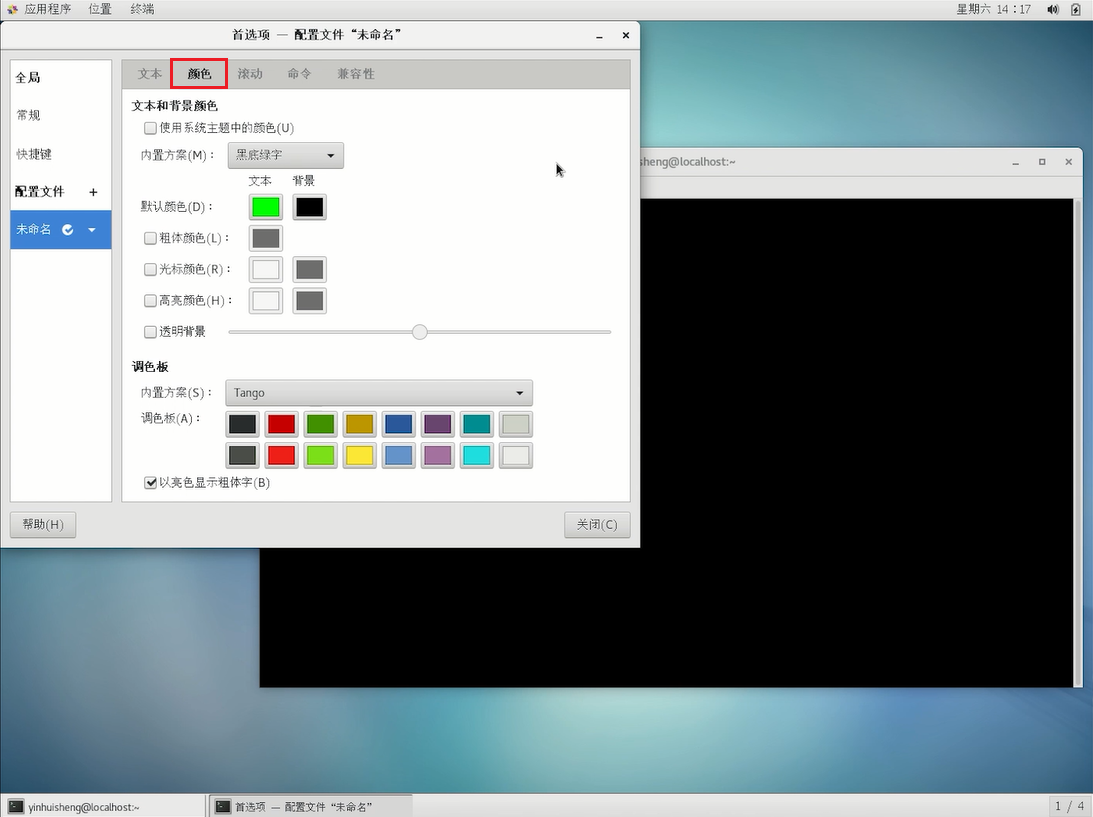 应用程序 位置 终端 星期六 14：17
首选项 — 配置文件“未命名”
全局
常规
快捷键
配置文件 +
未命名
文本 颜色 滚动 命令 兼容性
文本和背景颜色
使用系统主题中的颜色(U)
内置方案(M)： 黑底绿字
文本 背景
默认颜色(D)：
粗体颜色(L)：
光标颜色(R)：
高亮颜色(H)：
透明背景
调色板
内置方案(S)： Tango
调色板(A)：
以亮色显示粗体字(B)
帮助(H) 关闭(C)
sheng@localhost:~
yinhuisheng@localhost:~ 首选项 — 配置文件“未命名” 1 / 4